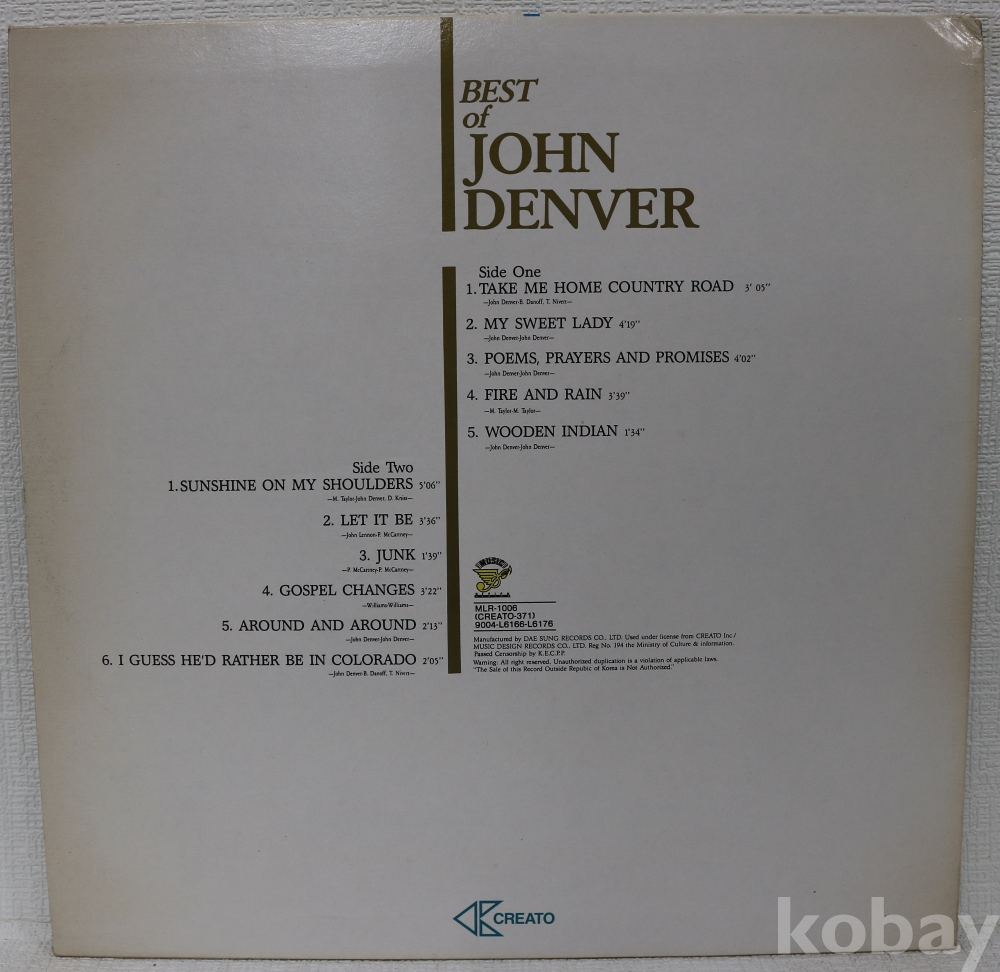 BEST
of
JOHN
DENVER
Side One
1. TAKE ME HOME COUNTRY ROAD 3' 05"
—John Denver-B. Danoff, T. Nivert—
2. MY SWEET LADY 4'19"
—John Denver-John Denver—
3. POEMS, PRAYERS AND PROMISES 4'02"
—John Denver-John Denver—
4. FIRE AND RAIN 3'39"
—M. Taylor-M. Taylor—
5. WOODEN INDIAN 1'34"
—John Denver-John Denver—
Side Two
1. SUNSHINE ON MY SHOULDERS 5'06"
—M. Taylor-John Denver, D. Kniss—
2. LET IT BE 3'36"
—John Lennon-P. McCartney—
3. JUNK 1'39"
—P. McCartney-P. McCartney—
4. GOSPEL CHANGES 3'22"
—Williams-Williams—
5. AROUND AND AROUND 2'13"
—John Denver-John Denver—
6. I GUESS HE'D RATHER BE IN COLORADO 2'05"
—John Denver-B. Danoff, T. Nivert—
MUSIC
DESIGN
MLR-1006
(CREATO-371)
9004-L6166-L6176
Manufactured by DAE SUNG RECORDS CO., LTD. Used under license from CREATO Inc/
MUSIC DESIGN RECORDS CO., LTD. Reg No. 194 the Ministry of Culture & information.
Passed Censorship by K.E.C.P.P.
Warning: All right reserved. Unauthorized duplication is a violation of applicable laws.
"The Sale of this Record Outside Republic of Korea is Not Authorized."
CREATO
kobay